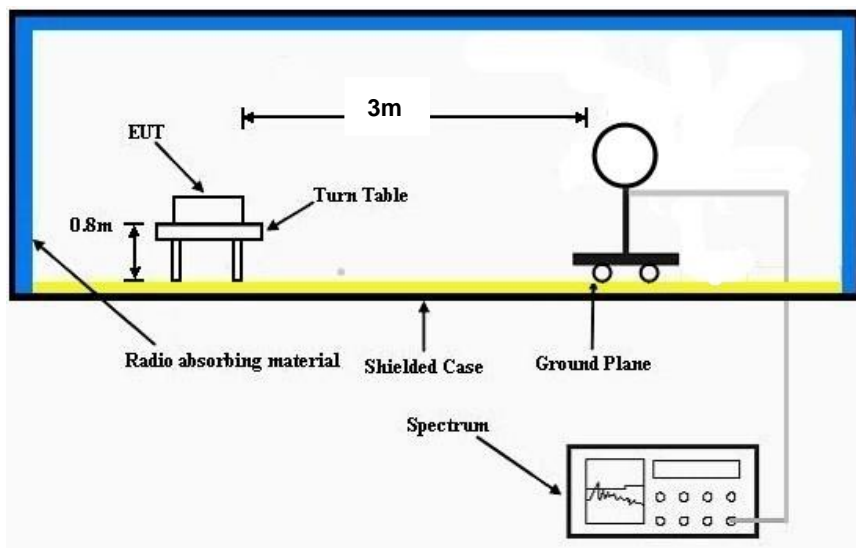 3m
EUT
Turn Table
0.8m
Radio absorbing material
Shielded Case
Ground Plane
Spectrum